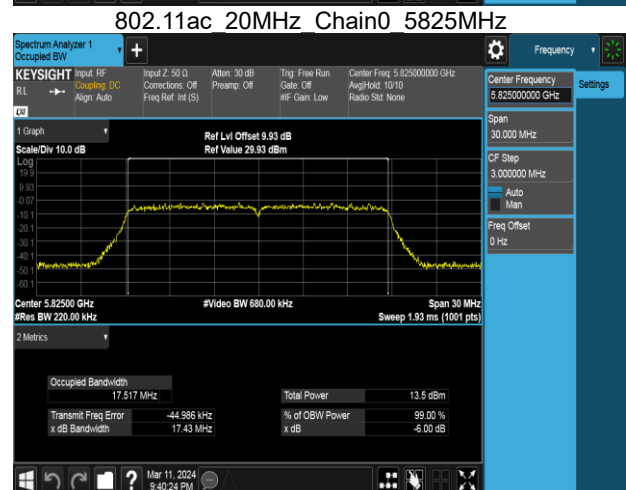 802.11ac_20MHz_Chain0_5825MHz
Spectrum Analyzer 1
Occupied BW
Frequency
KEYSIGHT
RL
Input: RF
Coupling: DC
Align: Auto
Input Z: 50 Ω
Corrections: Off
Freq Ref: Int (S)
Atten: 30 dB
Preamp: Off
Trig: Free Run
Gate: Off
#IF Gain: Low
Center Freq: 5.825000000 GHz
Avg|Hold: 10/10
Radio Std: None
LXI
1 Graph
Scale/Div 10.0 dB
Ref Lvl Offset 9.93 dB
Ref Value 29.93 dBm
Log
19.9
9.93
-0.07
-10.1
-20.1
-30.1
-40.1
-50.1
-60.1
Center 5.82500 GHz
#Res BW 220.00 kHz
#Video BW 680.00 kHz
Span 30 MHz
Sweep 1.93 ms (1001 pts)
2 Metrics
Occupied Bandwidth
17.517 MHz
Total Power 13.5 dBm
Transmit Freq Error -44.986 kHz
% of OBW Power 99.00 %
x dB Bandwidth 17.43 MHz
x dB -6.00 dB
Mar 11, 2024
9:40:24 PM
Center Frequency
5.825000000 GHz
Settings
Span
30.000 MHz
CF Step
3.000000 MHz
Auto
Man
Freq Offset
0 Hz